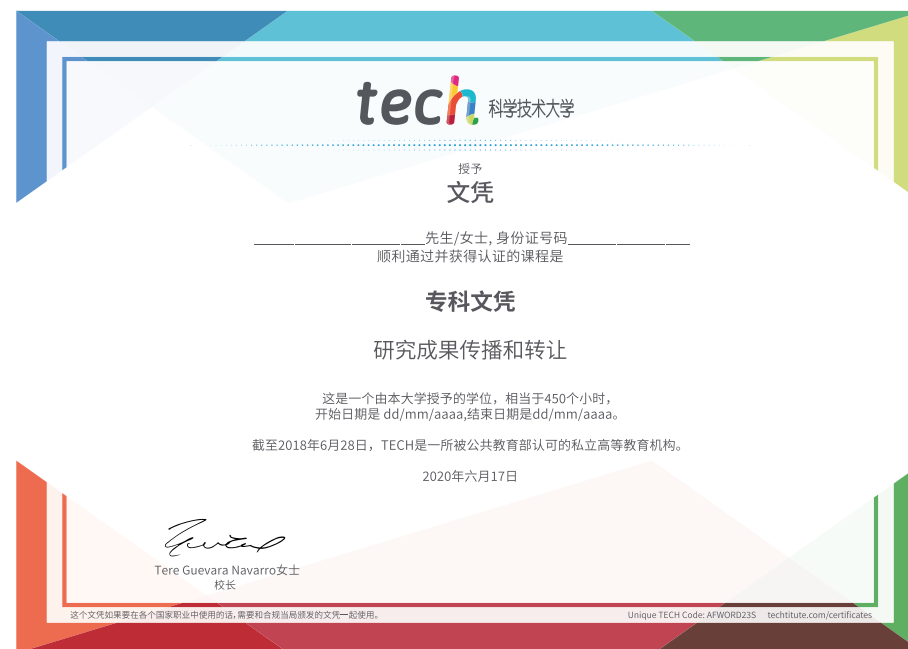 tech 科学技术大学
授予
文凭
先生/女士, 身份证号码
顺利通过并获得认证的课程是
专科文凭
研究成果传播和转让
这是一个由本大学授予的学位，相当于450个小时，
开始日期是 dd/mm/aaaa,结束日期是dd/mm/aaaa。
截至2018年6月28日，TECH是一所被公共教育部认可的私立高等教育机构。
2020年六月17日
Tere Guevara Navarro女士
校长
这个文凭如果要在各个国家职业中使用的话,需要和合规当局颁发的文凭一起使用。
Unique TECH Code: AFWORD23S techtitute.com/certificates